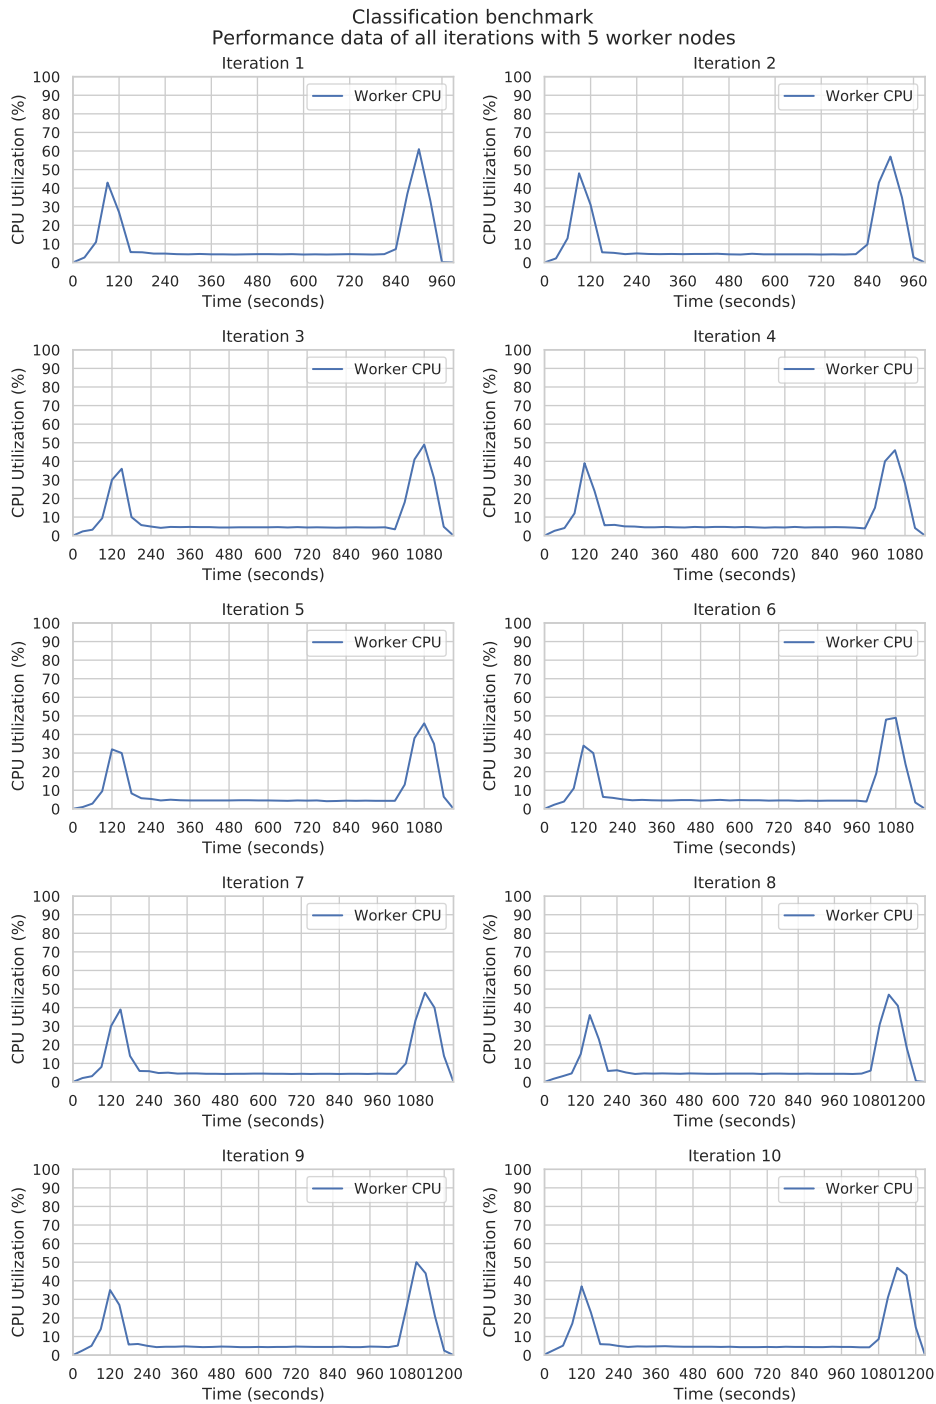 Classification benchmark
Performance data of all iterations with 5 worker nodes
Iteration 1
100
90
80
70
60
50
40
30
20
10
0
CPU Utilization (%)
Worker CPU
0 120 240 360 480 600 720 840 960
Time (seconds)
Iteration 2
100
90
80
70
60
50
40
30
20
10
0
CPU Utilization (%)
Worker CPU
0 120 240 360 480 600 720 840 960
Time (seconds)
Iteration 3
100
90
80
70
60
50
40
30
20
10
0
CPU Utilization (%)
Worker CPU
0 120 240 360 480 600 720 840 960 1080
Time (seconds)
Iteration 4
100
90
80
70
60
50
40
30
20
10
0
CPU Utilization (%)
Worker CPU
0 120 240 360 480 600 720 840 960 1080
Time (seconds)
Iteration 5
100
90
80
70
60
50
40
30
20
10
0
CPU Utilization (%)
Worker CPU
0 120 240 360 480 600 720 840 960 1080
Time (seconds)
Iteration 6
100
90
80
70
60
50
40
30
20
10
0
CPU Utilization (%)
Worker CPU
0 120 240 360 480 600 720 840 960 1080
Time (seconds)
Iteration 7
100
90
80
70
60
50
40
30
20
10
0
CPU Utilization (%)
Worker CPU
0 120 240 360 480 600 720 840 960 1080
Time (seconds)
Iteration 8
100
90
80
70
60
50
40
30
20
10
0
CPU Utilization (%)
Worker CPU
0 120 240 360 480 600 720 840 960 1080 1200
Time (seconds)
Iteration 9
100
90
80
70
60
50
40
30
20
10
0
CPU Utilization (%)
Worker CPU
0 120 240 360 480 600 720 840 960 1080 1200
Time (seconds)
Iteration 10
100
90
80
70
60
50
40
30
20
10
0
CPU Utilization (%)
Worker CPU
0 120 240 360 480 600 720 840 960 1080 1200
Time (seconds)